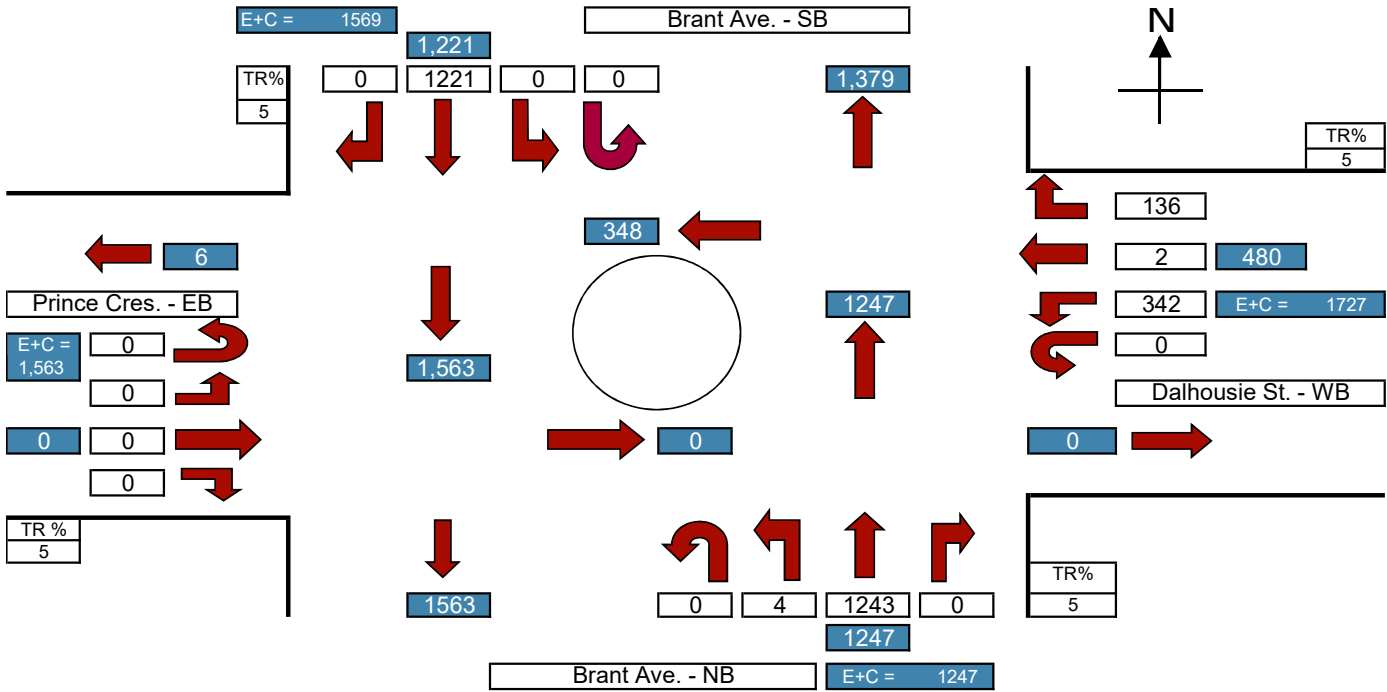 E+C = 1569
Brant Ave. - SB
N
1,221
TR%
0 1221 0 0
1,379
5
TR%
5
136
348
6
2 480
Prince Cres. - EB
1247
342 E+C = 1727
E+C =
1,563
0
0
1,563
0
Dalhousie St. - WB
0 0
0
0
0
TR %
5
TR%
5
1563
0 4 1243 0
1247
Brant Ave. - NB
E+C = 1247